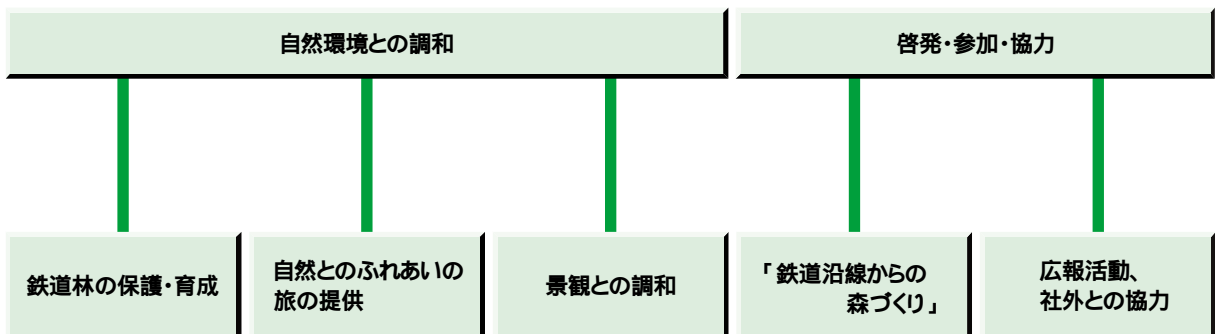 自然環境との調和
啓発・参加・協力
鉄道林の保護・育成
自然とのふれあいの
旅の提供
景観との調和
「鉄道沿線からの
森づくり」
広報活動、
社外との協力